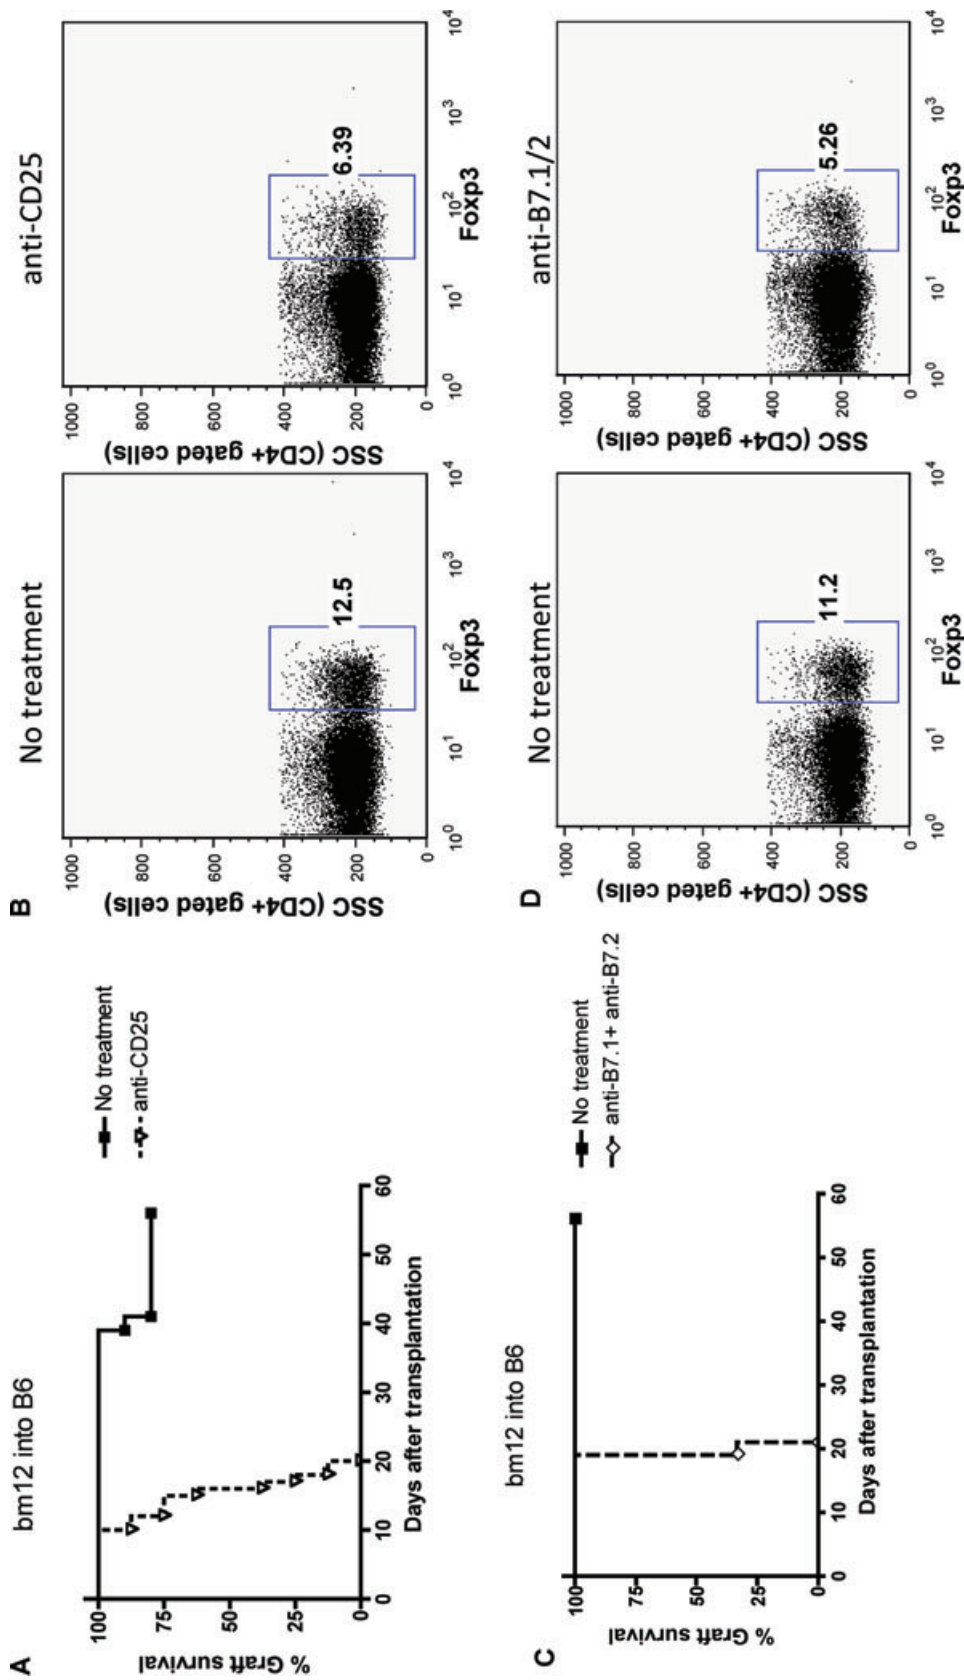 A
bm12 into B6
% Graft survival
100
75
50
25
0
0 10 20 30 40 50 60
Days after transplantation
No treatment
anti-CD25
B
No treatment
SSC (CD4+ gated cells)
1000
800
600
400
200
0
12.5
10^0 10^1 10^2 10^3 10^4
Foxp3
anti-CD25
SSC (CD4+ gated cells)
1000
800
600
400
200
0
6.39
10^0 10^1 10^2 10^3 10^4
Foxp3
C
bm12 into B6
% Graft survival
100
75
50
25
0
0 10 20 30 40 50 60
Days after transplantation
No treatment
anti-B7.1+ anti-B7.2
D
No treatment
SSC (CD4+ gated cells)
1000
800
600
400
200
0
11.2
10^0 10^1 10^2 10^3 10^4
Foxp3
anti-B7.1/2
SSC (CD4+ gated cells)
1000
800
600
400
200
0
5.26
10^0 10^1 10^2 10^3 10^4
Foxp3